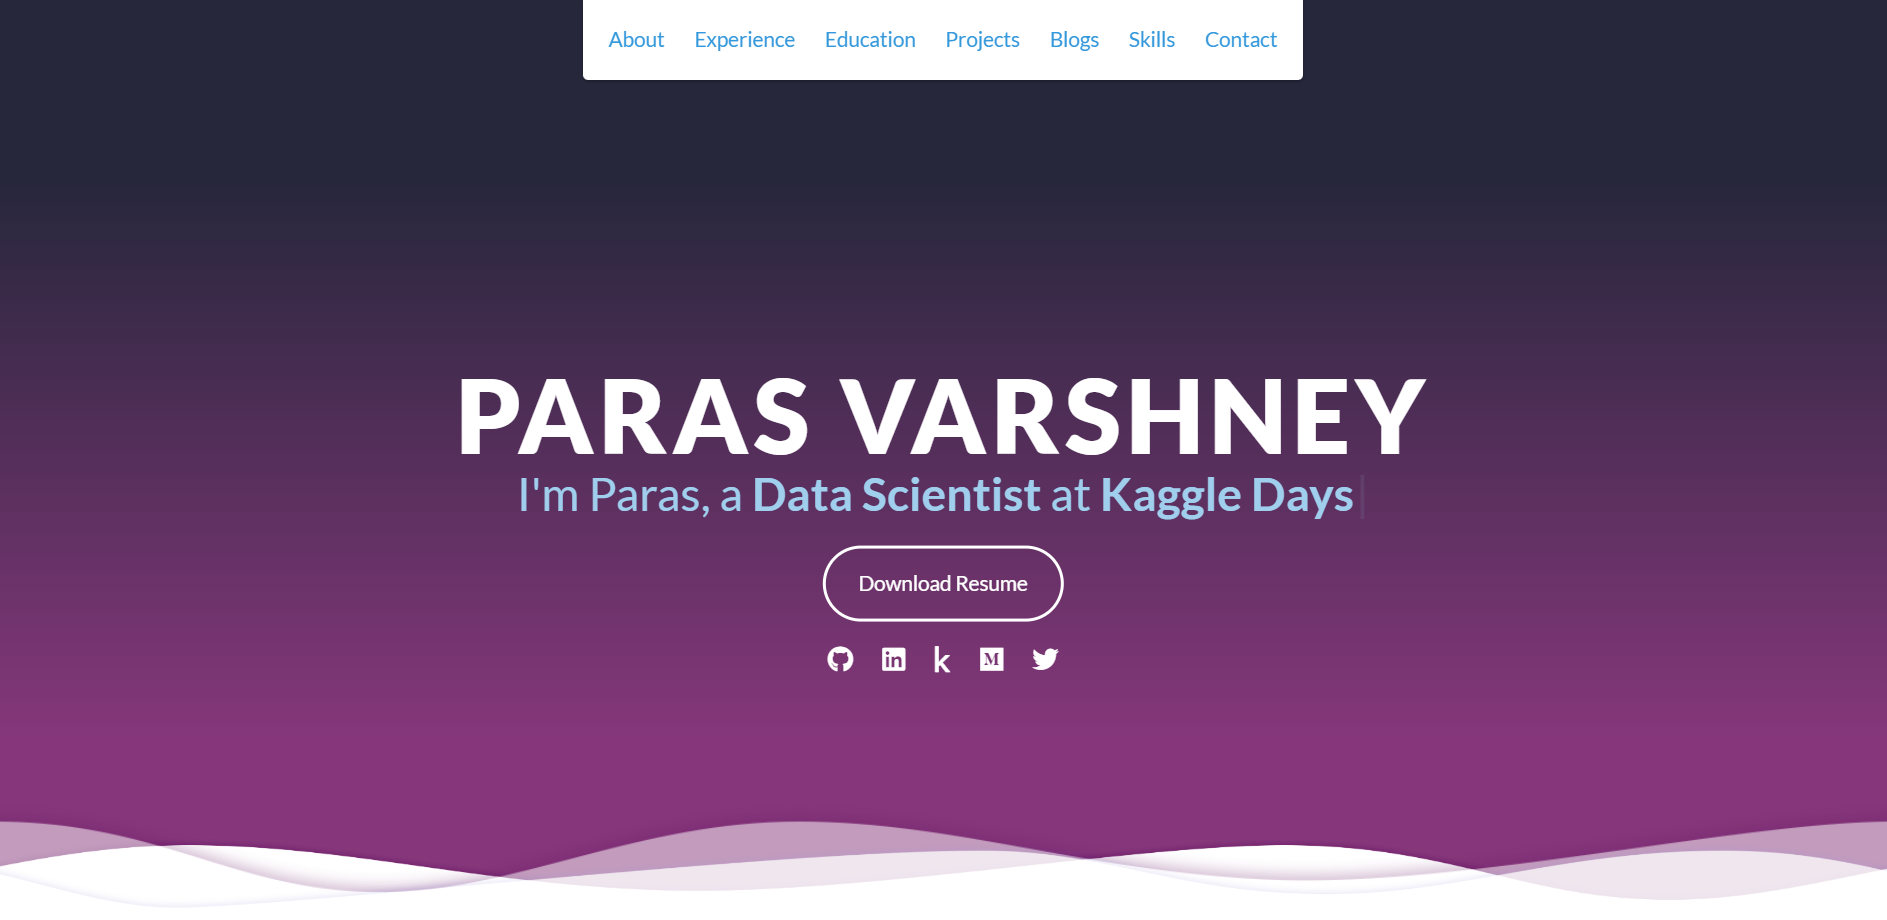 About Experience Education Projects Blogs Skills Contact
PARAS VARSHNEY
I'm Paras, a Data Scientist at Kaggle Days
Download Resume